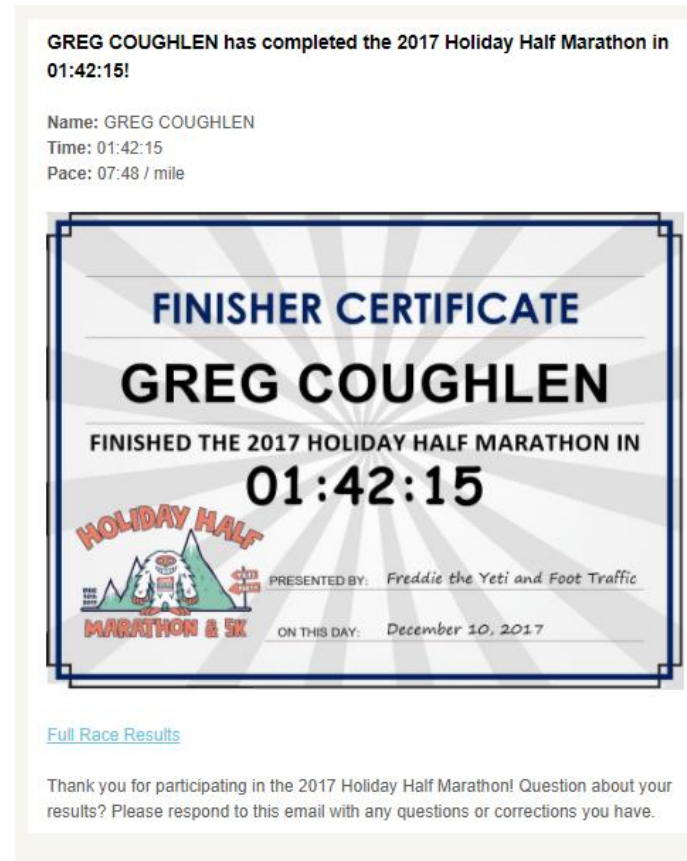 GREG COUGHLEN has completed the 2017 Holiday Half Marathon in
01:42:15!
Name: GREG COUGHLEN
Time: 01:42:15
Pace: 07:48 / mile
FINISHER CERTIFICATE
GREG COUGHLEN
FINISHED THE 2017 HOLIDAY HALF MARATHON IN
01:42:15
HOLIDAY HALF
YETI
DEC
10th
2017
MARATHON & 5K
PRESENTED BY: Freddie the Yeti and Foot Traffic
ON THIS DAY: December 10, 2017
Full Race Results
Thank you for participating in the 2017 Holiday Half Marathon! Question about your
results? Please respond to this email with any questions or corrections you have.